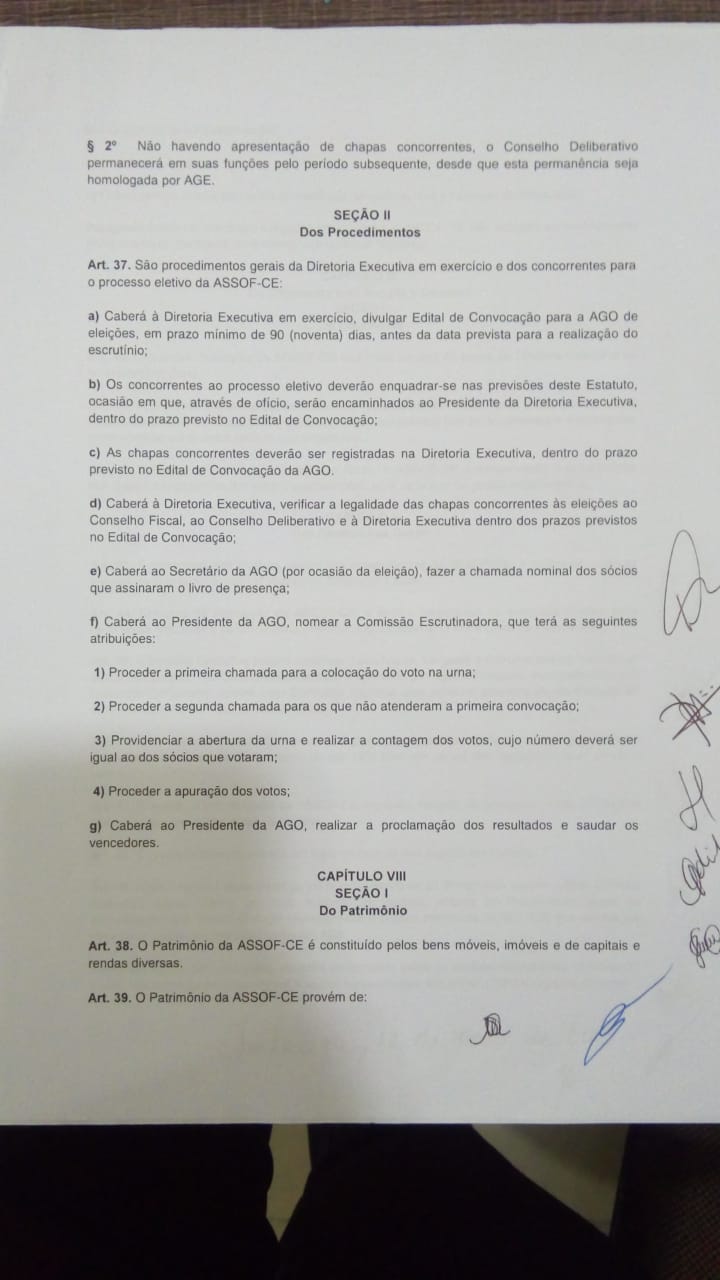 § 2º Não havendo apresentação de chapas concorrentes, o Conselho Deliberativo
permanecerá em suas funções pelo período subsequente, desde que esta permanência seja
homologada por AGE.
SEÇÃO II
Dos Procedimentos
Art. 37. São procedimentos gerais da Diretoria Executiva em exercício e dos concorrentes para
o processo eletivo da ASSOF-CE:
a) Caberá à Diretoria Executiva em exercício, divulgar Edital de Convocação para a AGO de
eleições, em prazo mínimo de 90 (noventa) dias, antes da data prevista para a realização do
escrutínio;
b) Os concorrentes ao processo eletivo deverão enquadrar-se nas previsões deste Estatuto,
ocasião em que, através de ofício, serão encaminhados ao Presidente da Diretoria Executiva,
dentro do prazo previsto no Edital de Convocação;
c) As chapas concorrentes deverão ser registradas na Diretoria Executiva, dentro do prazo
previsto no Edital de Convocação da AGO.
d) Caberá à Diretoria Executiva, verificar a legalidade das chapas concorrentes às eleições ao
Conselho Fiscal, ao Conselho Deliberativo e à Diretoria Executiva dentro dos prazos previstos
no Edital de Convocação;
e) Caberá ao Secretário da AGO (por ocasião da eleição), fazer a chamada nominal dos sócios
que assinaram o livro de presença;
f) Caberá ao Presidente da AGO, nomear a Comissão Escrutinadora, que terá as seguintes
atribuições:
1) Proceder a primeira chamada para a colocação do voto na urna;
2) Proceder a segunda chamada para os que não atenderam a primeira convocação;
3) Providenciar a abertura da urna e realizar a contagem dos votos, cujo número deverá ser
igual ao dos sócios que votaram;
4) Proceder a apuração dos votos;
g) Caberá ao Presidente da AGO, realizar a proclamação dos resultados e saudar os
vencedores.
CAPÍTULO VIII
SEÇÃO I
Do Patrimônio
Art. 38. O Patrimônio da ASSOF-CE é constituído pelos bens móveis, imóveis e de capitais e
rendas diversas.
Art. 39. O Patrimônio da ASSOF-CE provém de: